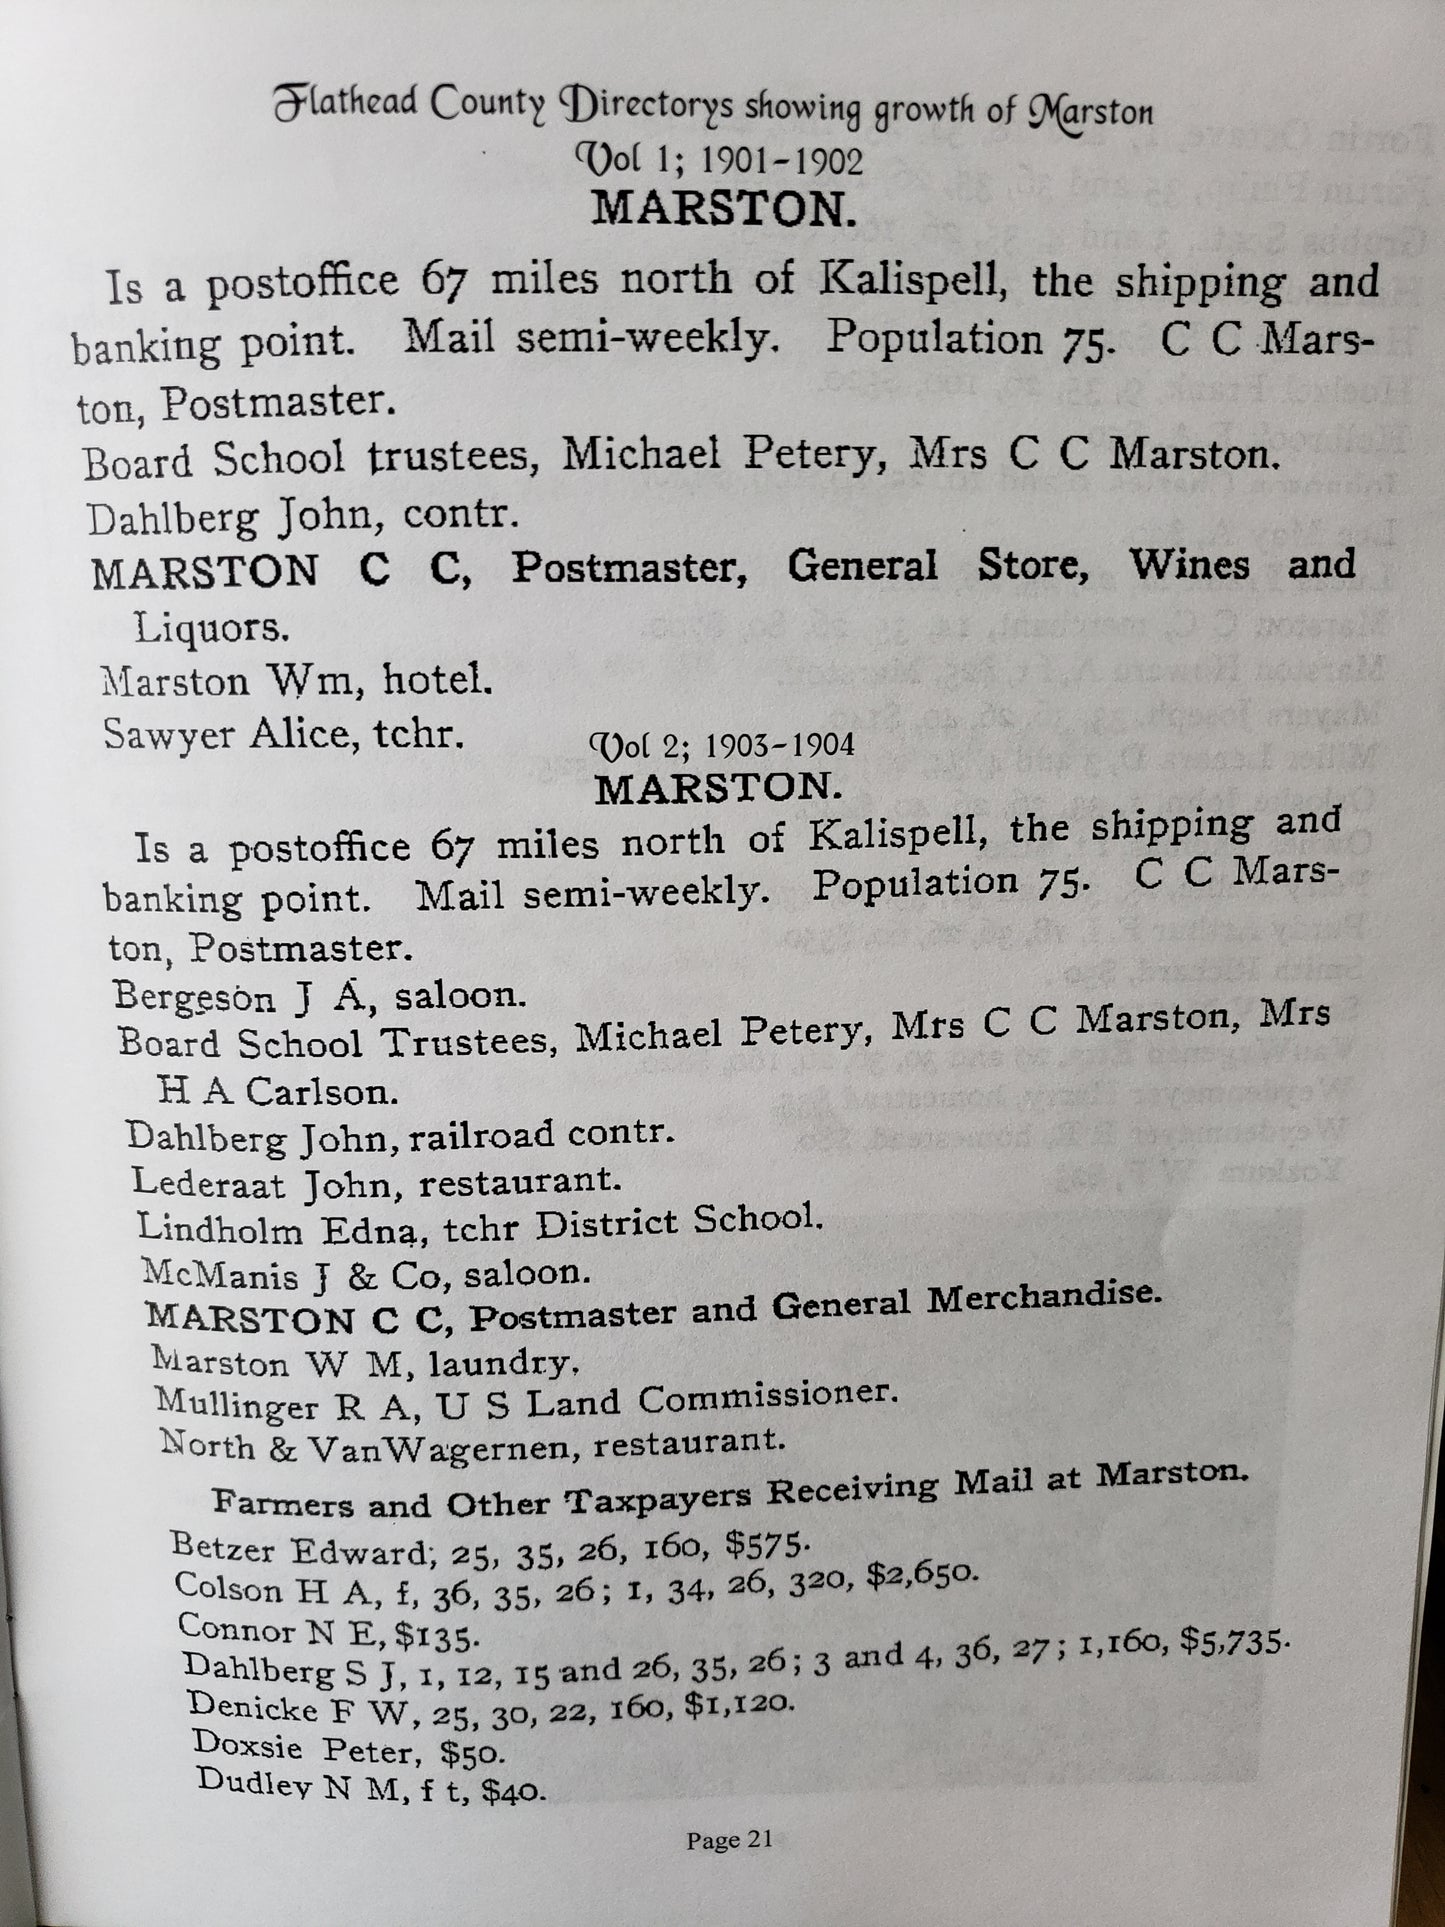 Flathead County Directorys showing growth of Marston
Vol 1; 1901-1902
MARSTON.
Is a postoffice 67 miles north of Kalispell, the shipping and
banking point. Mail semi-weekly. Population 75. C C Mars-
ton, Postmaster.
Board School trustees, Michael Petery, Mrs C C Marston.
Dahlberg John, contr.
MARSTON C C, Postmaster, General Store, Wines and
Liquors.
Marston Wm, hotel.
Sawyer Alice, tchr.
Vol 2; 1903-1904
MARSTON.
Is a postoffice 67 miles north of Kalispell, the shipping and
banking point. Mail semi-weekly. Population 75. C C Mars-
ton, Postmaster.
Bergeson J A, saloon.
Board School Trustees, Michael Petery, Mrs C C Marston, Mrs
H A Carlson.
Dahlberg John, railroad contr.
Lederaat John, restaurant.
Lindholm Edna, tchr District School.
McManis J & Co, saloon.
MARSTON C C, Postmaster and General Merchandise.
Marston W M, laundry.
Mullinger R A, U S Land Commissioner.
North & VanWagernen, restaurant.
Farmers and Other Taxpayers Receiving Mail at Marston.
Betzer Edward; 25, 35, 26, 160, $575.
Colson H A, f, 36, 35, 26; 1, 34, 26, 320, $2,650.
Connor N E, $135.
Dahlberg S J, 1, 12, 15 and 26, 35, 26; 3 and 4, 36, 27; 1,160, $5,735.
Denicke F W, 25, 30, 22, 160, $1,120.
Doxsie Peter, $50.
Dudley N M, f t, $40.
Page 21